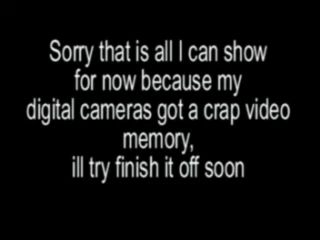 Sorry that is all I can show
for now because my
digital cameras got a crap video
memory,
ill try finish it off soon